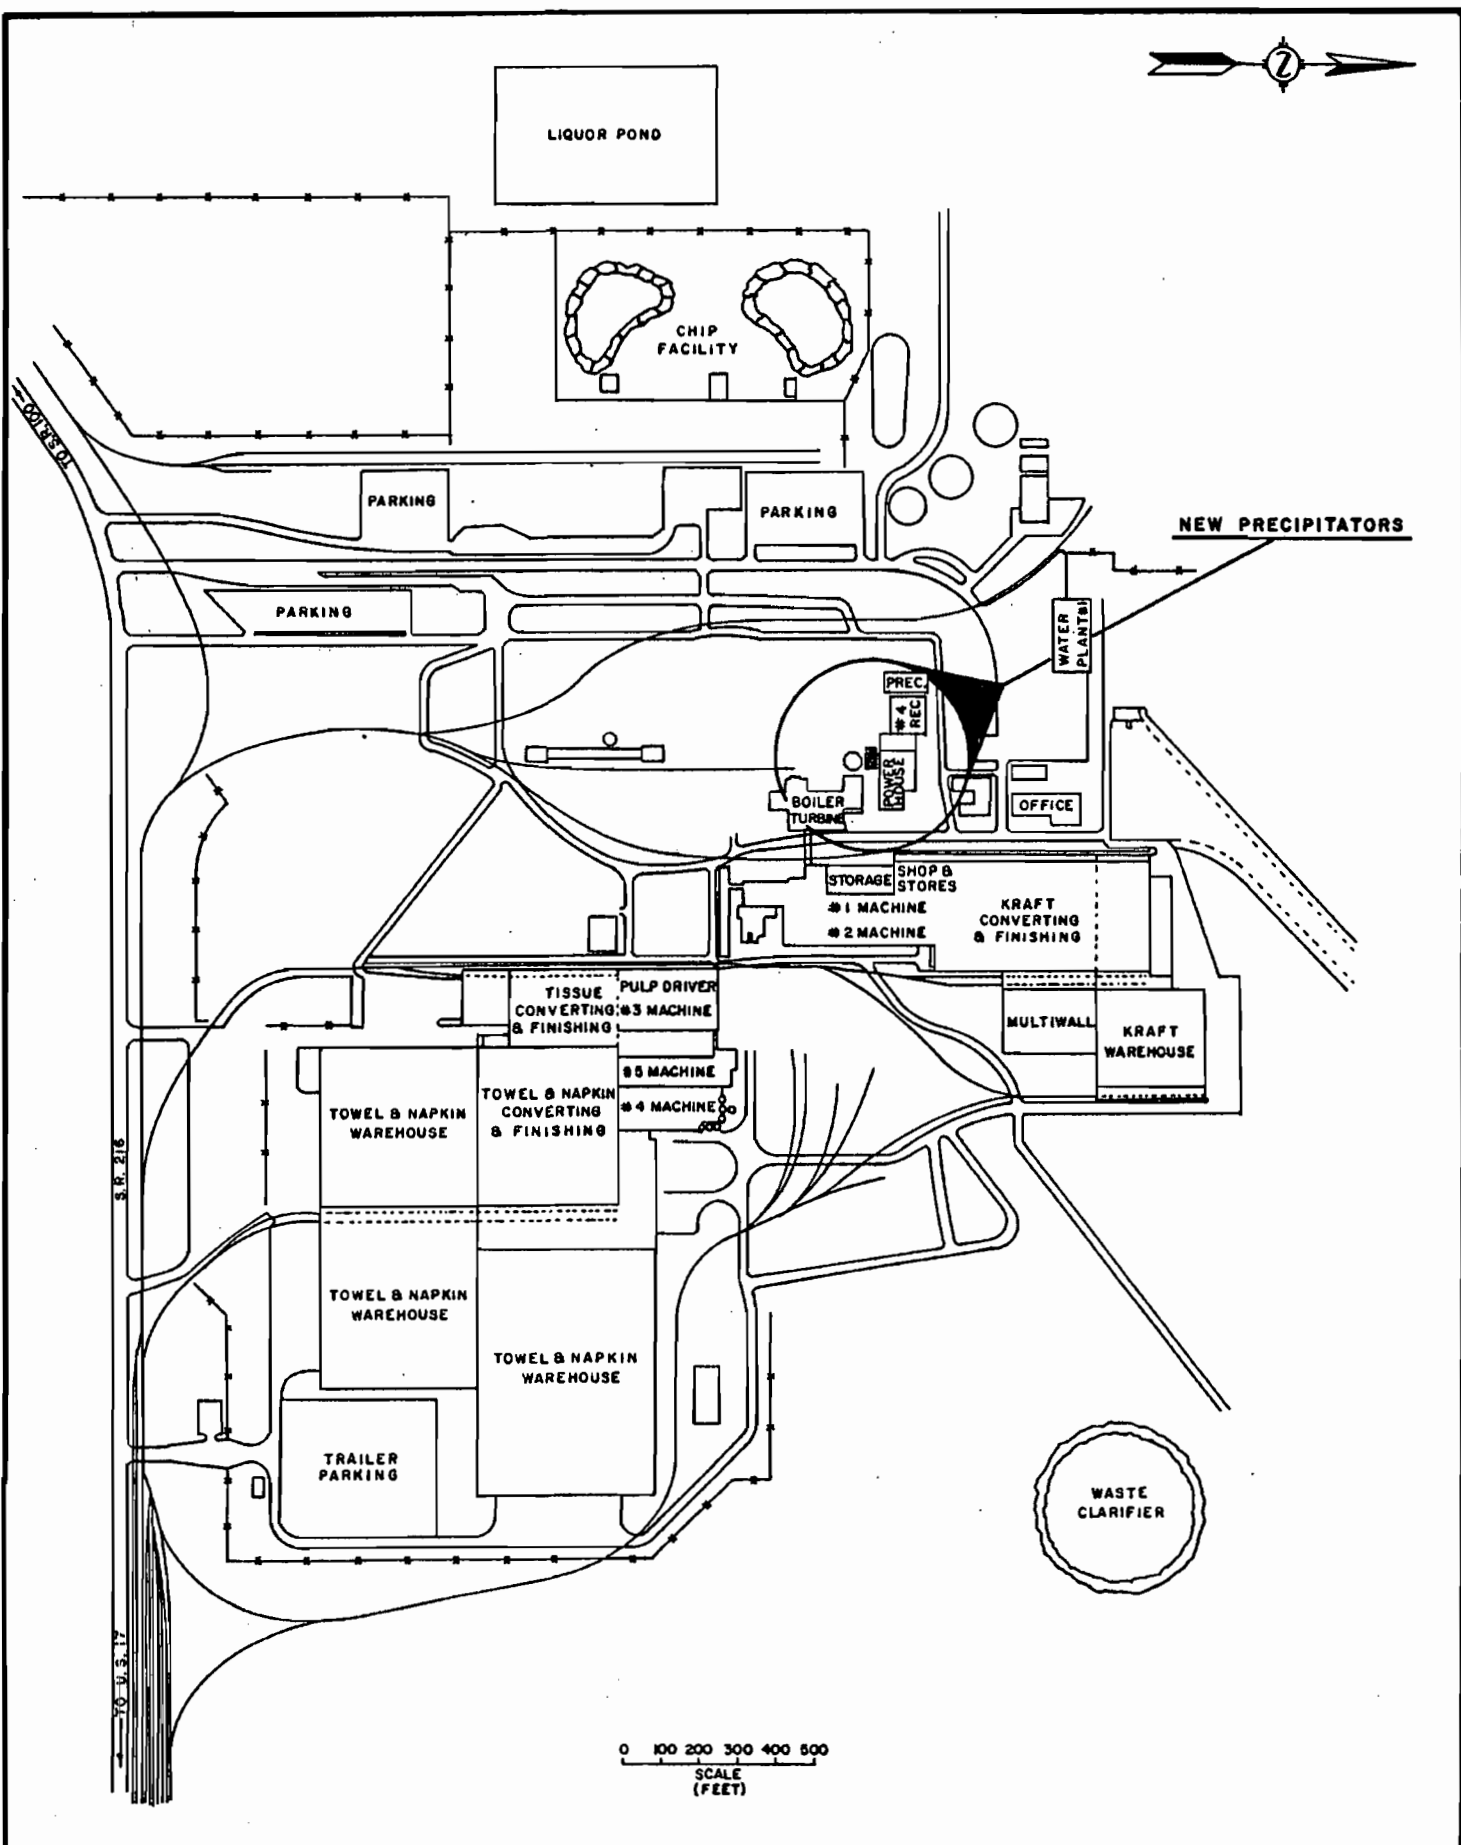 N
LIQUOR POND
CHIP
FACILITY
TO S.R. 100
PARKING
PARKING
NEW PRECIPITATORS
PARKING
WATER
PLANT #1
PREC.
#4
REC
POWER
HOUSE
BOILER
TURBINE
OFFICE
STORAGE
SHOP &
STORES
#1 MACHINE
#2 MACHINE
KRAFT
CONVERTING
& FINISHING
TISSUE
CONVERTING
& FINISHING
PULP DRIVER
#3 MACHINE
MULTIWALL
KRAFT
WAREHOUSE
#5 MACHINE
#4 MACHINE
TOWEL & NAPKIN
WAREHOUSE
TOWEL & NAPKIN
CONVERTING
& FINISHING
S.R. 216
TOWEL & NAPKIN
WAREHOUSE
TOWEL & NAPKIN
WAREHOUSE
TRAILER
PARKING
WASTE
CLARIFIER
TO U.S. 17
0 100 200 300 400 500
SCALE
(FEET)